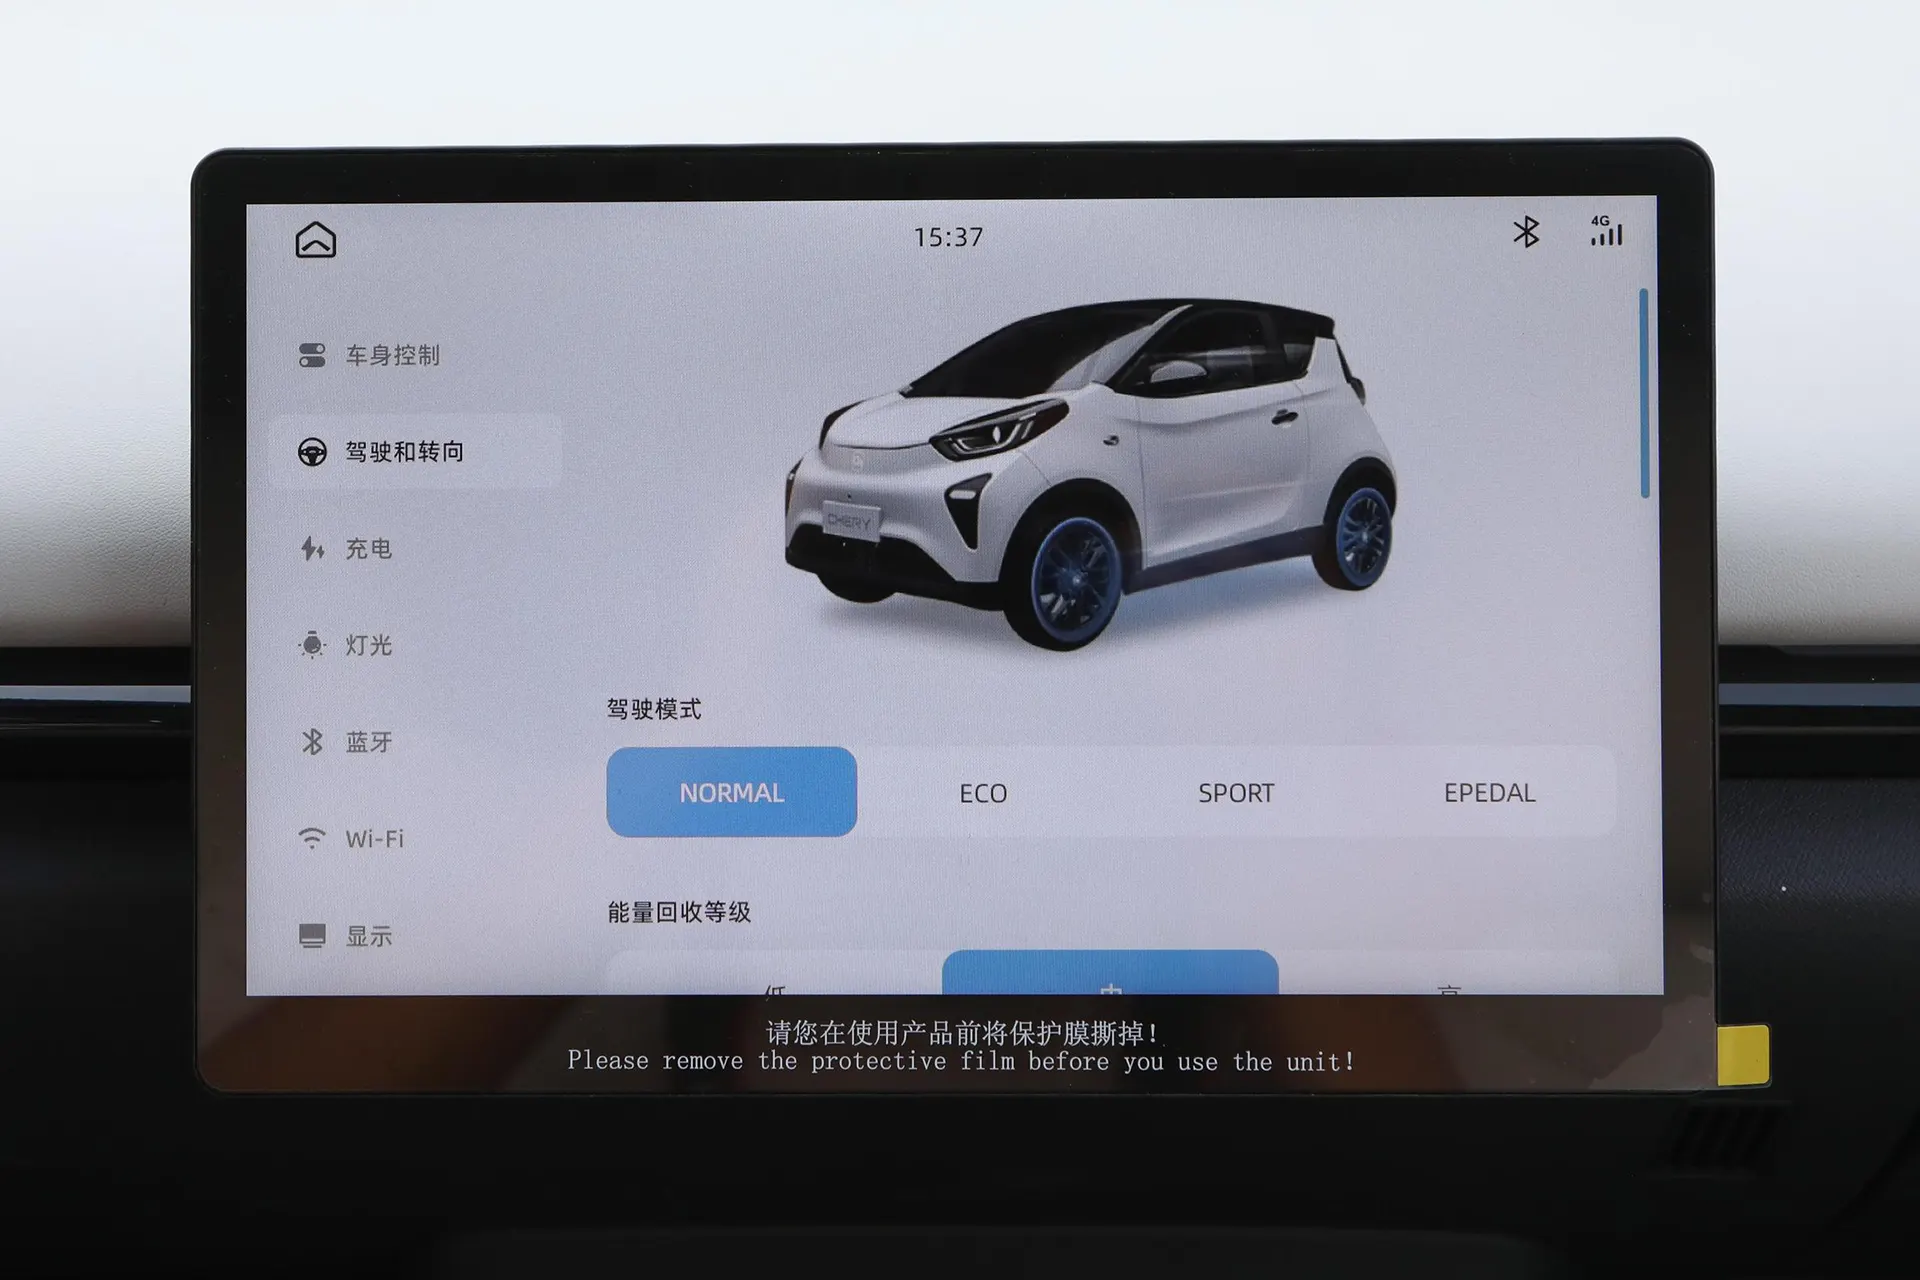 15:37
4G
车身控制
驾驶和转向
充电
灯光
蓝牙
Wi-Fi
显示
CHERY
驾驶模式
NORMAL ECO SPORT EPEDAL
能量回收等级
低 中 高
请您在使用产品前将保护膜撕掉!
Please remove the protective film before you use the unit!